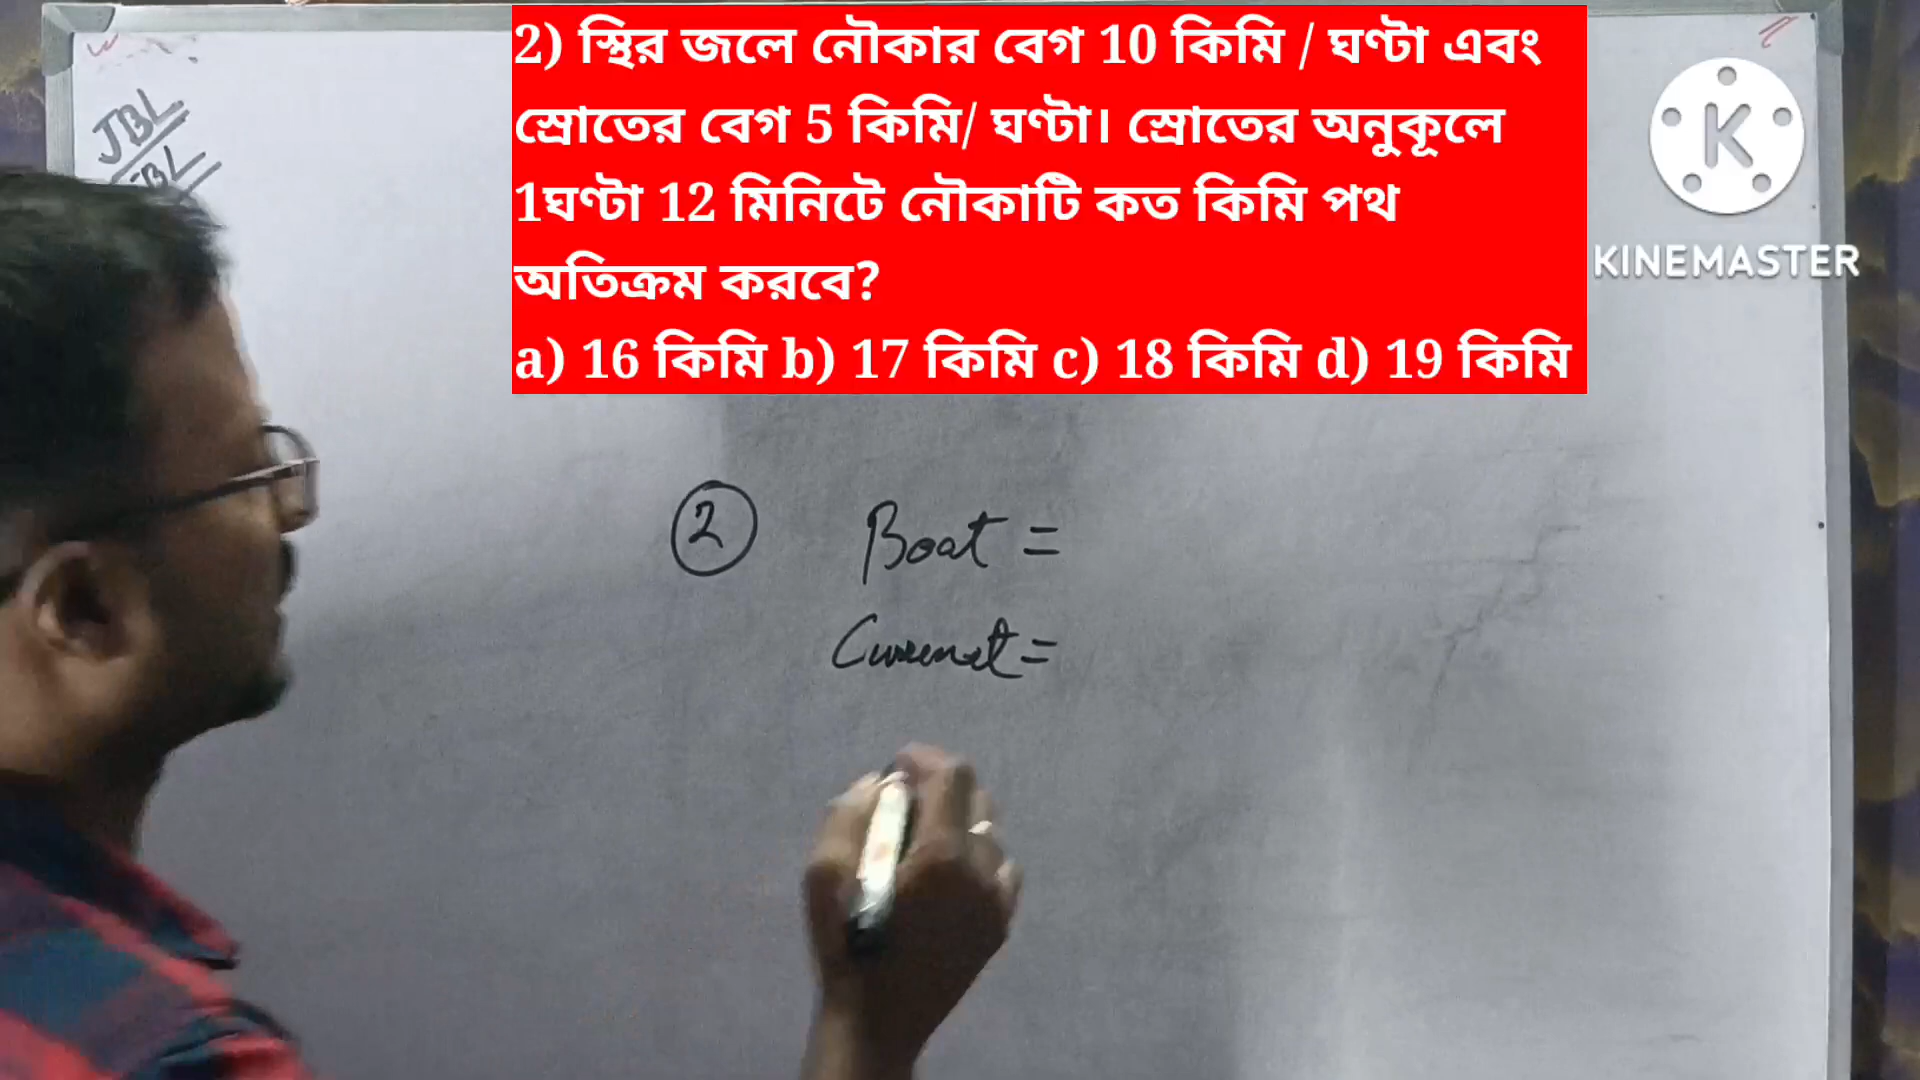 2) স্থির জলে নৌকার বেগ 10 কিমি / ঘণ্টা এবং
স্রোতের বেগ 5 কিমি/ ঘণ্টা। স্রোতের অনুকূলে
1ঘণ্টা 12 মিনিটে নৌকাটি কত কিমি পথ
অতিক্রম করবে?
a) 16 কিমি b) 17 কিমি c) 18 কিমি d) 19 কিমি
K
KINEMASTER
JBL
BL
2 Boat =
Current =